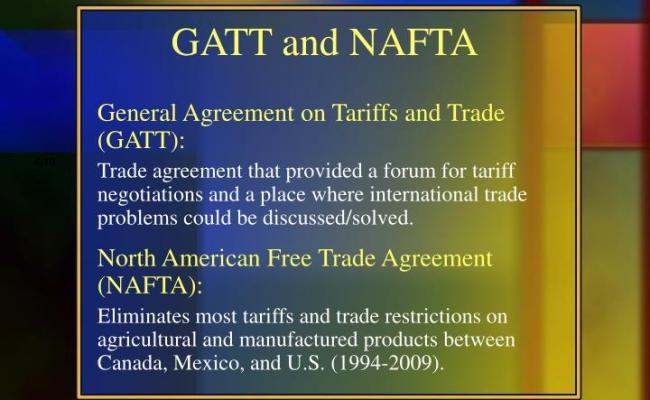 GATT and NAFTA
General Agreement on Tariffs and Trade
(GATT):
Trade agreement that provided a forum for tariff
negotiations and a place where international trade
problems could be discussed/solved.
North American Free Trade Agreement
(NAFTA):
Eliminates most tariffs and trade restrictions on
agricultural and manufactured products between
Canada, Mexico, and U.S. (1994-2009).